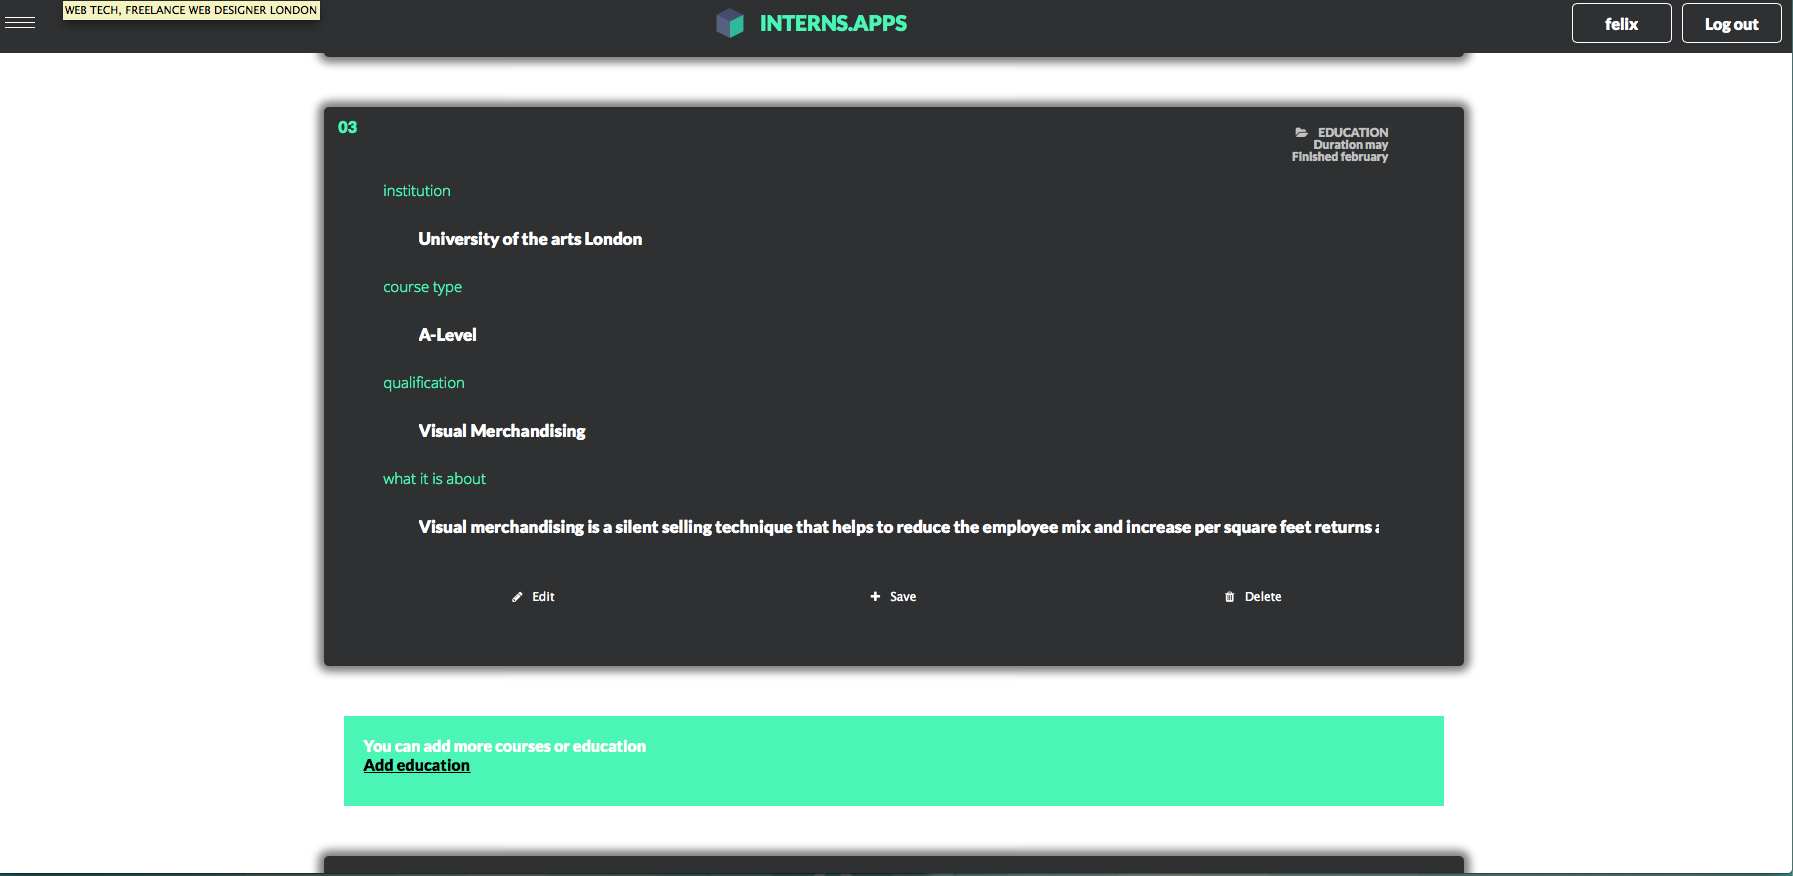 WEB TECH, FREELANCE WEB DESIGNER LONDON
INTERNS.APPS
felix
Log out
03
EDUCATION
Duration may
Finished february
institution
University of the arts London
course type
A-Level
qualification
Visual Merchandising
what it is about
Visual merchandising is a silent selling technique that helps to reduce the employee mix and increase per square feet returns
Edit
Save
Delete
You can add more courses or education
Add education